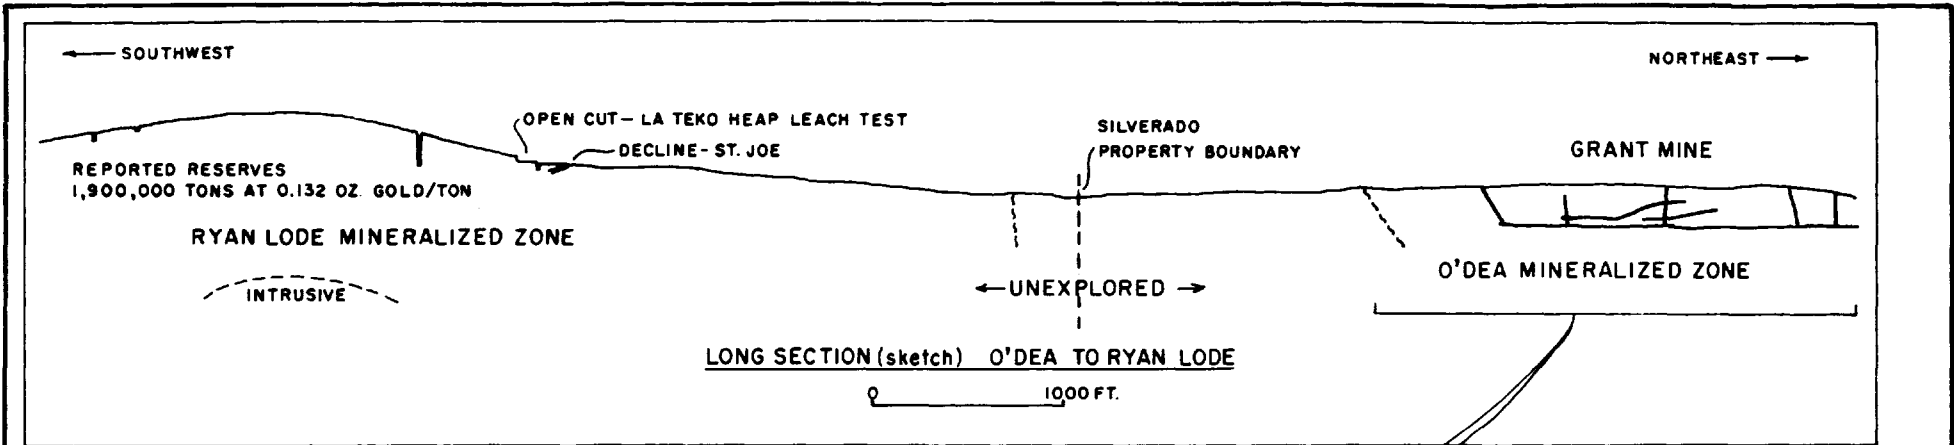 SOUTHWEST
NORTHEAST
OPEN CUT - LA TEKO HEAP LEACH TEST
DECLINE - ST. JOE
SILVERADO
PROPERTY BOUNDARY
GRANT MINE
REPORTED RESERVES
1,900,000 TONS AT 0.132 OZ. GOLD/TON
RYAN LODE MINERALIZED ZONE
INTRUSIVE
UNEXPLORED
O'DEA MINERALIZED ZONE
LONG SECTION (sketch) O'DEA TO RYAN LODE
0 1000 FT.